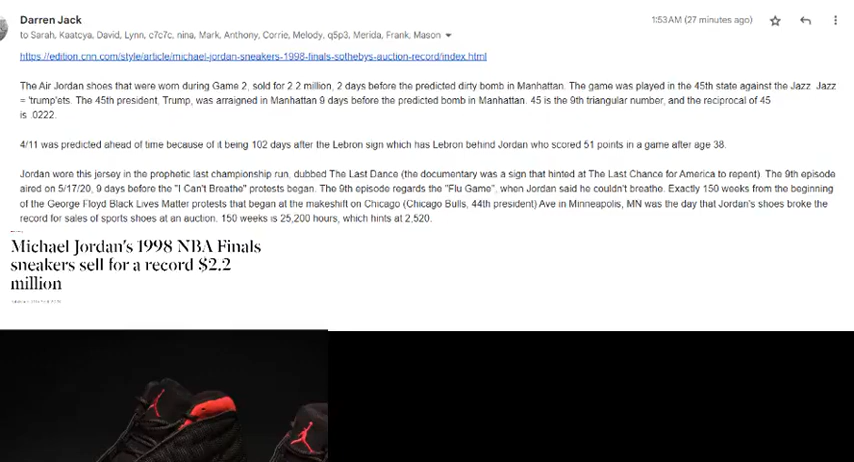 Darren Jack
1:53AM (27 minutes ago)
to Sarah, Kaatcya, David, Lynn, c7c7c, nina, Mark, Anthony, Corrie, Melody, q5p3, Merida, Frank, Mason
https://edition.cnn.com/style/article/michael-jordan-sneakers-1998-finals-sothebys-auction-record/index.html
The Air Jordan shoes that were worn during Game 2, sold for 2.2 million, 2 days before the predicted dirty bomb in Manhattan. The game was played in the 45th state against the Jazz. Jazz
= 'trump'ets. The 45th president, Trump, was arraigned in Manhattan 9 days before the predicted bomb in Manhattan. 45 is the 9th triangular number, and the reciprocal of 45
is .0222.
4/11 was predicted ahead of time because of it being 102 days after the Lebron sign which has Lebron behind Jordan who scored 51 points in a game after age 38.
Jordan wore this jersey in the prophetic last championship run, dubbed The Last Dance (the documentary was a sign that hinted at The Last Chance for America to repent). The 9th episode
aired on 5/17/20, 9 days before the "I Can't Breathe" protests began. The 9th episode regards the "Flu Game", when Jordan said he couldn't breathe. Exactly 150 weeks from the beginning
of the George Floyd Black Lives Matter protests that began at the makeshift on Chicago (Chicago Bulls, 44th president) Ave in Minneapolis, MN was the day that Jordan's shoes broke the
record for sales of sports shoes at an auction. 150 weeks is 25,200 hours, which hints at 2,520.
Michael Jordan's 1998 NBA Finals
sneakers sell for a record $2.2
million